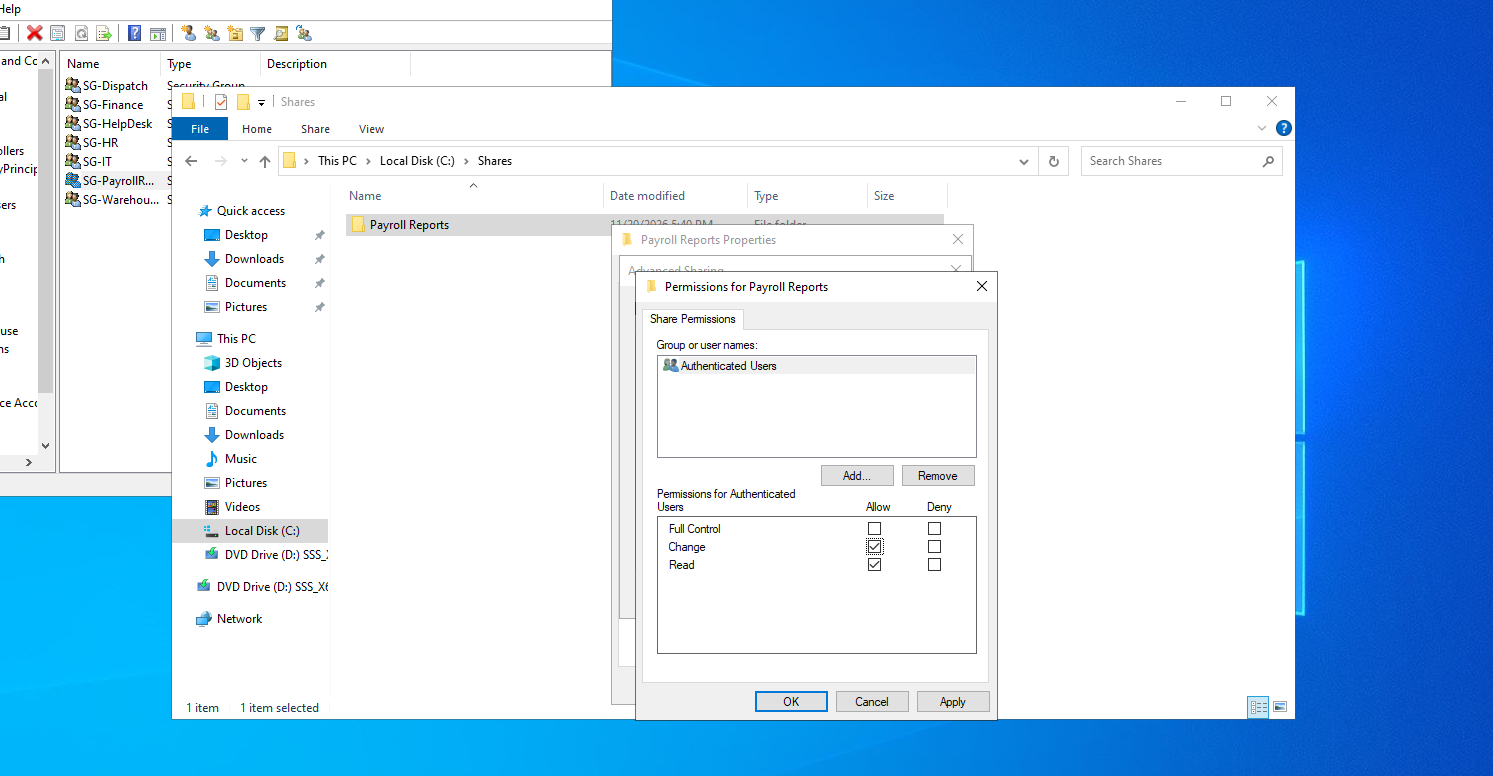 Help
and Co
al
ollers
yPrincip
ers
h
use
ns
ce Acco
Name Type Description
SG-Dispatch Security Group
SG-Finance S
SG-HelpDesk S
SG-HR S
SG-IT S
SG-PayrollR... S
SG-Warehou... S
Shares
File Home Share View
This PC Local Disk (C:) Shares
Search Shares
Name Date modified Type Size
Payroll Reports 11/20/2026 5:40 PM File folder
Quick access
Desktop
Downloads
Documents
Pictures
This PC
3D Objects
Desktop
Documents
Downloads
Music
Pictures
Videos
Local Disk (C:)
DVD Drive (D:) SSS_X
DVD Drive (D:) SSS_X6
Network
1 item 1 item selected
Payroll Reports Properties
Advanced Sharing
Permissions for Payroll Reports
Share Permissions
Group or user names:
Authenticated Users
Add... Remove
Permissions for Authenticated
Users Allow Deny
Full Control
Change
Read
OK Cancel Apply